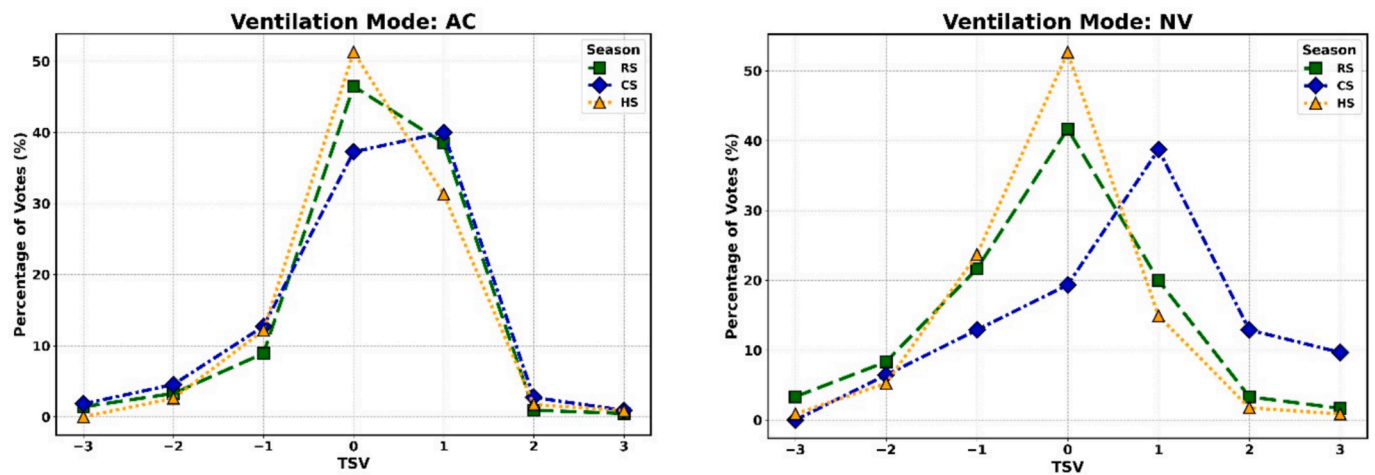 Ventilation Mode: AC
Percentage of Votes (%)
50
40
30
20
10
0
−3 −2 −1 0 1 2 3
TSV
Season
RS
CS
HS
Ventilation Mode: NV
Percentage of Votes (%)
50
40
30
20
10
0
−3 −2 −1 0 1 2 3
TSV
Season
RS
CS
HS